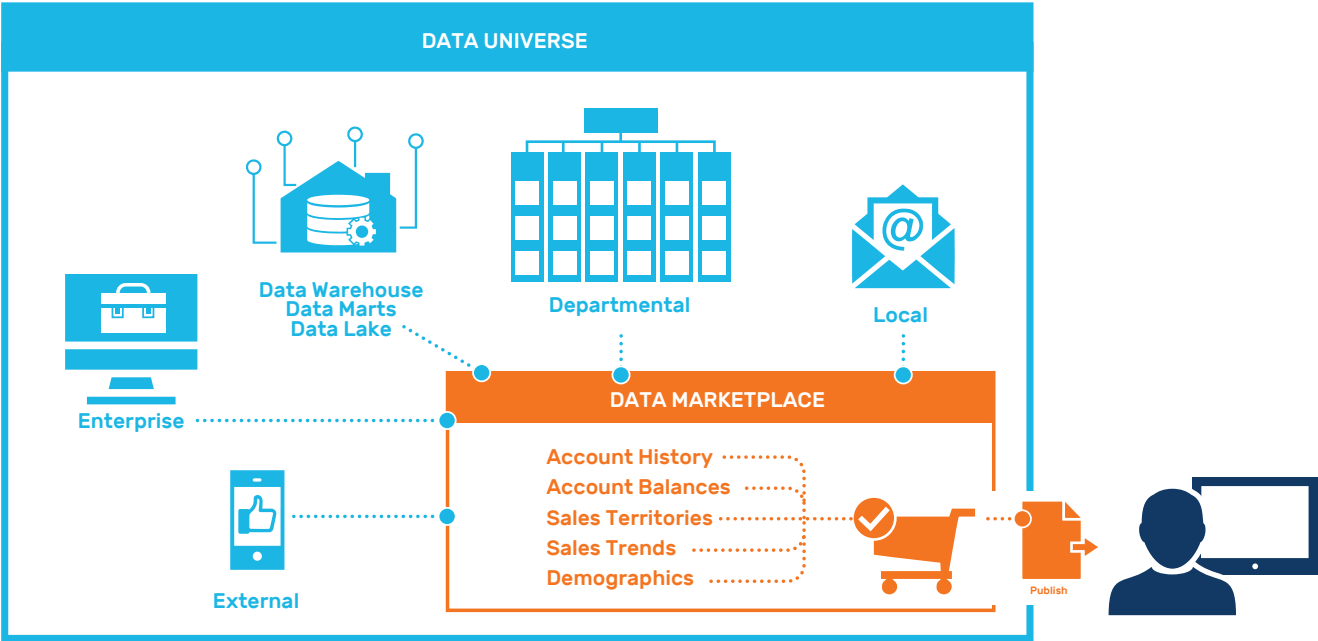 DATA UNIVERSE
Data Warehouse
Data Marts
Data Lake
Departmental
@
Local
Enterprise
External
DATA MARKETPLACE
Account History
Account Balances
Sales Territories
Sales Trends
Demographics
Publish